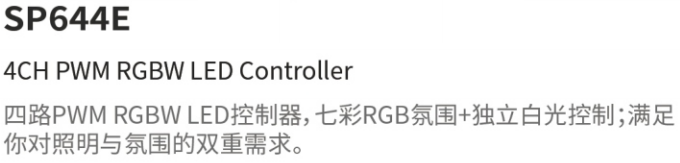 SP644E
4CH PWM RGBW LED Controller
四路PWM RGBW LED控制器，七彩RGB氛围+独立白光控制；满足
你对照明与氛围的双重需求。